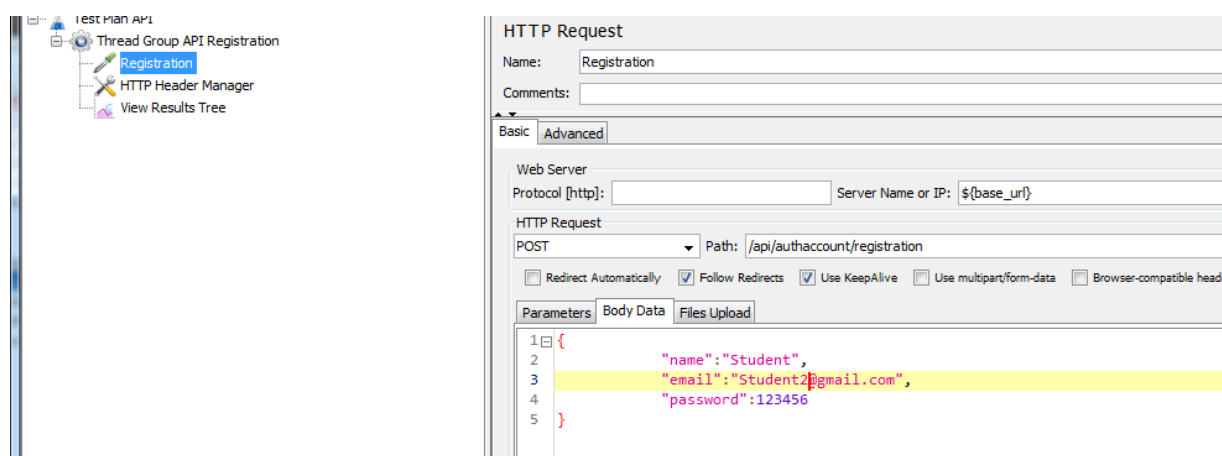 Test Plan API
Thread Group API Registration
Registration
HTTP Header Manager
View Results Tree
HTTP Request
Name: Registration
Comments:
Basic Advanced
Web Server
Protocol [http]: Server Name or IP: ${base_url}
HTTP Request
POST Path: /api/authaccount/registration
Redirect Automatically Follow Redirects Use KeepAlive Use multipart/form-data Browser-compatible head
Parameters Body Data Files Upload
1 {
2 "name":"Student",
3 "email":"Student2@gmail.com",
4 "password":123456
5 }